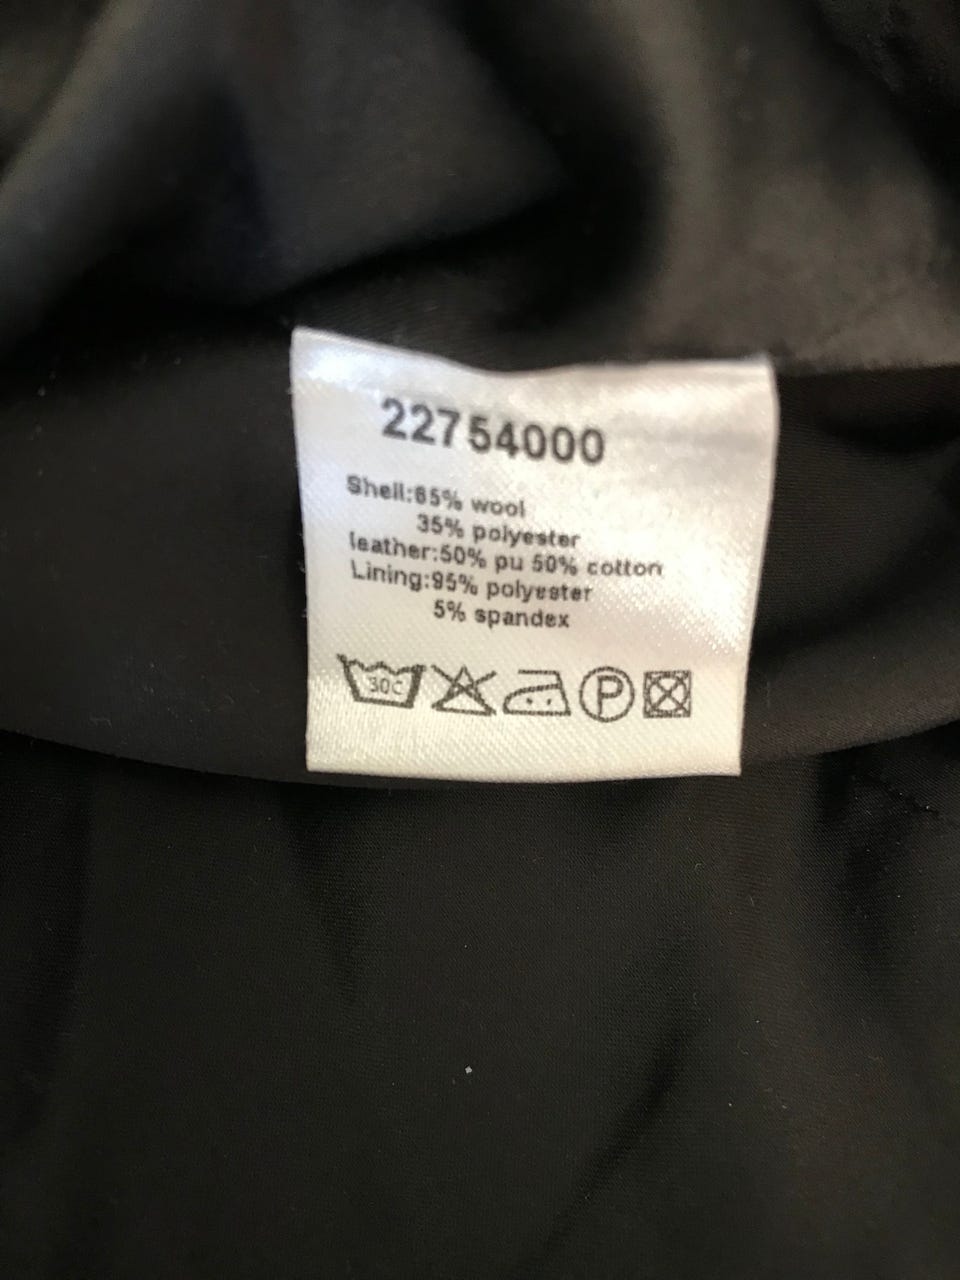 22754000
Shell:65% wool
35% polyester
leather:50% pu 50% cotton
Lining:95% polyester
5% spandex
30C P